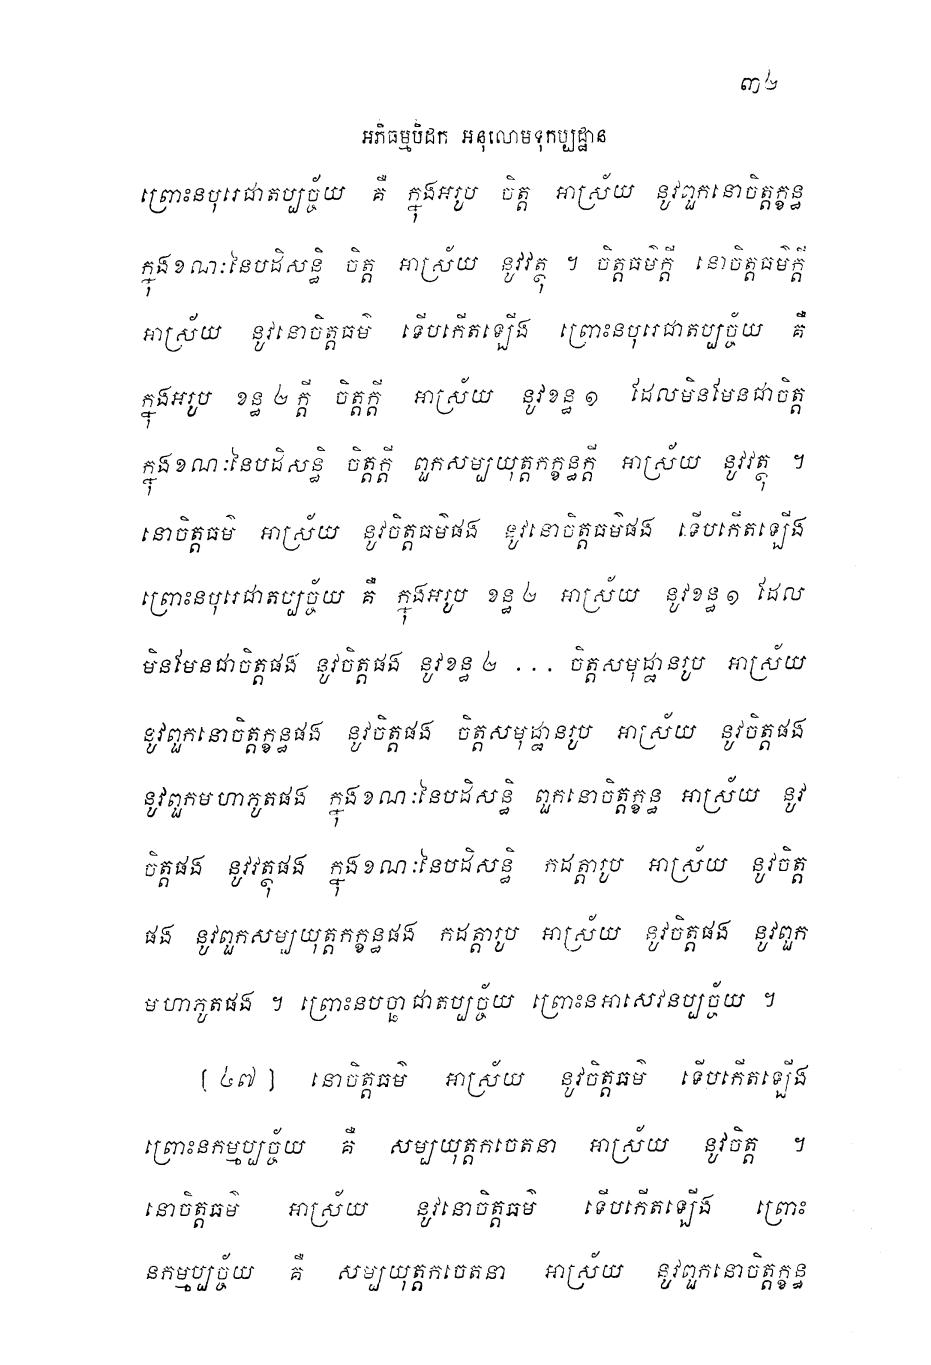 ៣៤
អភិធម្មបិដក អនុលោមទុកប្បដ្ឋាន
ព្រោះនបុរេជាតប្បច្ច័យ គឺ ក្នុងអរូប ចិត្ត អាស្រ័យ នូវពួកនោចិត្តក្ខន្ធ
ក្នុងខណៈនៃបដិសន្ធិ ចិត្ត អាស្រ័យ នូវវត្ថុ ។ ចិត្តធម៌ក្តី នោចិត្តធម៌ក្តី
អាស្រ័យ នូវនោចិត្តធម៌ ទើបកើតឡើង ព្រោះនបុរេជាតប្បច្ច័យ គឺ
ក្នុងអរូប ខន្ធ ៤ ក្តី ចិត្តក្តី អាស្រ័យ នូវខន្ធ ១ ដែលមិនមែនជាចិត្ត
ក្នុងខណៈនៃបដិសន្ធិ ចិត្តក្តី ពួកសម្បយុត្តកក្ខន្ធក្តី អាស្រ័យ នូវវត្ថុ ។
នោចិត្តធម៌ អាស្រ័យ នូវចិត្តធម៌ផង នូវនោចិត្តធម៌ផង ទើបកើតឡើង
ព្រោះនបុរេជាតប្បច្ច័យ គឺ ក្នុងអរូប ខន្ធ ៤ អាស្រ័យ នូវខន្ធ ១ ដែល
មិនមែនជាចិត្តផង នូវចិត្តផង នូវខន្ធ ៤ ... ចិត្តសមុដ្ឋានរូប អាស្រ័យ
នូវពួកនោចិត្តក្ខន្ធផង នូវចិត្តផង ចិត្តសមុដ្ឋានរូប អាស្រ័យ នូវចិត្តផង
នូវពួកមហាភូតផង ក្នុងខណៈនៃបដិសន្ធិ ពួកនោចិត្តក្ខន្ធ អាស្រ័យ នូវ
ចិត្តផង នូវវត្ថុផង ក្នុងខណៈនៃបដិសន្ធិ កដត្តារូប អាស្រ័យ នូវចិត្ត
ផង នូវពួកសម្បយុត្តកក្ខន្ធផង កដត្តារូប អាស្រ័យ នូវចិត្តផង នូវពួក
មហាភូតផង ។ ព្រោះនបច្ឆាជាតប្បច្ច័យ ព្រោះនអាសេវនប្បច្ច័យ ។
[ ៤៧ ] នោចិត្តធម៌ អាស្រ័យ នូវចិត្តធម៌ ទើបកើតឡើង
ព្រោះនកម្មប្បច្ច័យ គឺ សម្បយុត្តកចេតនា អាស្រ័យ នូវចិត្ត ។
នោចិត្តធម៌ អាស្រ័យ នូវនោចិត្តធម៌ ទើបកើតឡើង ព្រោះ
នកម្មប្បច្ច័យ គឺ សម្បយុត្តកចេតនា អាស្រ័យ នូវពួកនោចិត្តក្ខន្ធ